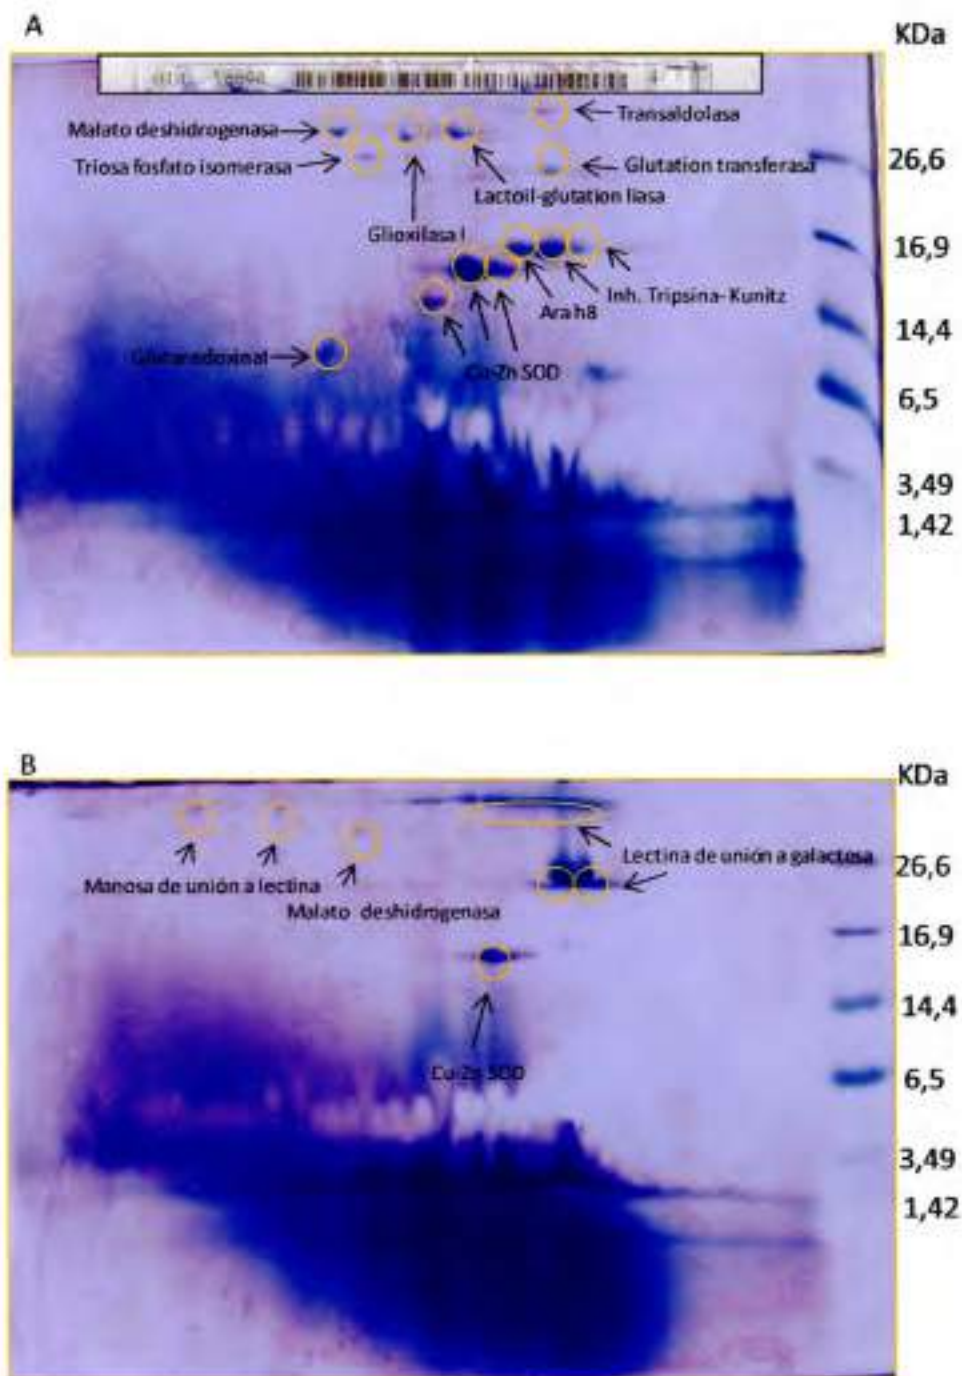 A
KDa
Transaldolasa
Malato deshidrogenasa
Triosa fosfato isomerasa
Glutation transferasa
26,6
Lactoil-glutation liasa
Glioxilasa I
16,9
Inh. Tripsina-Kunitz
Ara h8
14,4
Glutaredoxina I
Cu-Zn SOD
6,5
3,49
1,42
B
KDa
Lectina de unión a galactosa
26,6
Manosa de unión a lectina
Malato deshidrogenasa
16,9
14,4
Cu-Zn SOD
6,5
3,49
1,42